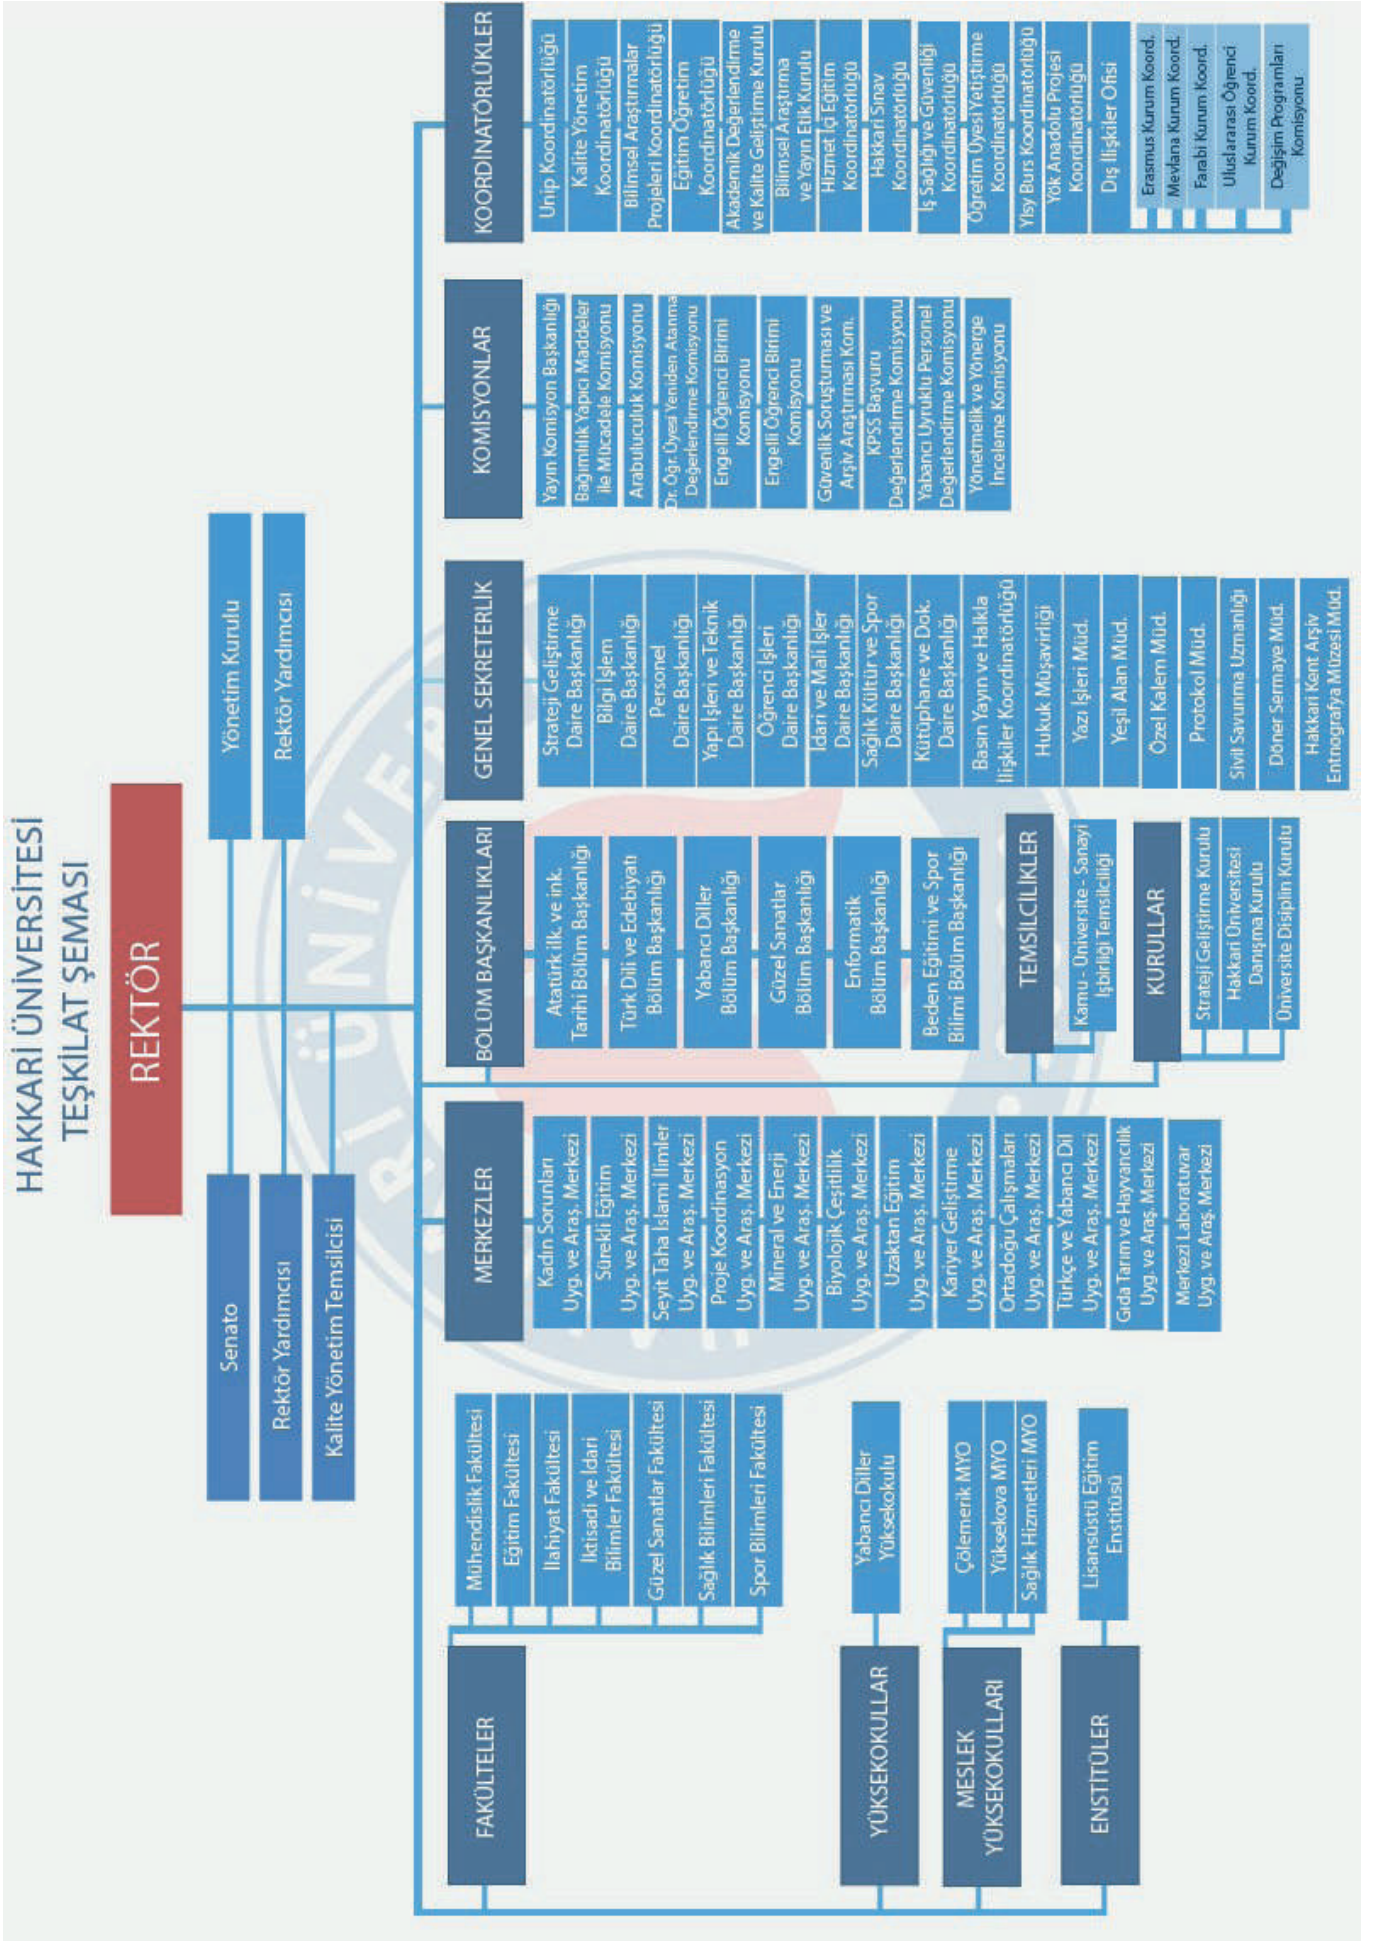 HAKKARİ ÜNİVERSİTESİ
TEŞKİLAT ŞEMASI
REKTÖR
Senato
Rektör Yardımcısı
Kalite Yönetim Temsilcisi
Yönetim Kurulu
Rektör Yardımcısı
FAKÜLTELER
Mühendislik Fakültesi
Eğitim Fakültesi
İlahiyat Fakültesi
İktisadi ve İdari
Bilimler Fakültesi
Güzel Sanatlar Fakültesi
Sağlık Bilimleri Fakültesi
Spor Bilimleri Fakültesi
YÜKSEKOKULLAR
Yabancı Diller
Yüksekokulu
MESLEK
YÜKSEKOKULLARI
Çölemerik MYO
Yüksekova MYO
Sağlık Hizmetleri MYO
ENSTİTÜLER
Lisansüstü Eğitim
Enstitüsü
MERKEZLER
Kadın Sorunları
Uyg. ve Araş. Merkezi
Sürekli Eğitim
Uyg. ve Araş. Merkezi
Seyit Taha İslami İlimler
Uyg. ve Araş. Merkezi
Proje Koordinasyon
Uyg. ve Araş. Merkezi
Mineral ve Enerji
Uyg. ve Araş. Merkezi
Biyolojik Çeşitlilik
Uyg. ve Araş. Merkezi
Uzaktan Eğitim
Uyg. ve Araş. Merkezi
Kariyer Geliştirme
Uyg. ve Araş. Merkezi
Ortadoğu Çalışmaları
Uyg. ve Araş. Merkezi
Türkçe ve Yabancı Dil
Uyg. ve Araş. Merkezi
Gıda Tarım ve Hayvancılık
Uyg. ve Araş. Merkezi
Merkezi Laboratuvar
Uyg. ve Araş. Merkezi
BÖLÜM BAŞKANLIKLARI
Atatürk ilk. ve ink.
Tarihi Bölüm Başkanlığı
Türk Dili ve Edebiyatı
Bölüm Başkanlığı
Yabancı Diller
Bölüm Başkanlığı
Güzel Sanatlar
Bölüm Başkanlığı
Enformatik
Bölüm Başkanlığı
Beden Eğitimi ve Spor
Bilimi Bölüm Başkanlığı
TEMSİLCİLİKLER
Kamu - Üniversite - Sanayi
İşbirliği Temsilciliği
KURULLAR
Strateji Geliştirme Kurulu
Hakkari Üniversitesi
Danışma Kurulu
Üniversite Disiplin Kurulu
GENEL SEKRETERLİK
Strateji Geliştirme
Daire Başkanlığı
Bilgi İşlem
Daire Başkanlığı
Personel
Daire Başkanlığı
Yapı İşleri ve Teknik
Daire Başkanlığı
Öğrenci İşleri
Daire Başkanlığı
İdari ve Mali İşler
Daire Başkanlığı
Sağlık Kültür ve Spor
Daire Başkanlığı
Kütüphane ve Dok.
Daire Başkanlığı
Basın Yayın ve Halkla
İlişkiler Koordinatörlüğü
Hukuk Müşavirliği
Yazı İşleri Müd.
Yeşil Alan Müd.
Özel Kalem Müd.
Protokol Müd.
Sivil Savunma Uzmanlığı
Döner Sermaye Müd.
Hakkari Kent Arşiv
Entnografya Müzesi Müd.
KOMİSYONLAR
Yayın Komisyon Başkanlığı
Bağımlılık Yapıcı Maddeler
ile Mücadele Komisyonu
Arabuluculuk Komisyonu
Dr. Öğr. Üyesi Yeniden Atanma
Değerlendirme Komisyonu
Engelli Öğrenci Birimi
Komisyonu
Engelli Öğrenci Birimi
Komisyonu
Güvenlik Soruşturması ve
Arşiv Araştırması Kom.
KPSS Başvuru
Değerlendirme Komisyonu
Yabancı Uyruklu Personel
Değerlendirme Komisyonu
Yönetmelik ve Yönerge
İnceleme Komisyonu
KOORDİNATÖRLÜKLER
Ünip Koordinatörlüğü
Kalite Yönetim
Koordinatörlüğü
Bilimsel Araştırmalar
Projeleri Koordinatörlüğü
Eğitim Öğretim
Koordinatörlüğü
Akademik Değerlendirme
ve Kalite Geliştirme Kurulu
Bilimsel Araştırma
ve Yayın Etik Kurulu
Hizmet İçi Eğitim
Koordinatörlüğü
Hakkari Sınav
Koordinatörlüğü
İş Sağlığı ve Güvenliği
Koordinatörlüğü
Öğretim Üyesi Yetiştirme
Koordinatörlüğü
Ylsy Burs Koordinatörlüğü
Yök Anadolu Projesi
Koordinatörlüğü
Dış İlişkiler Ofisi
Erasmus Kurum Koord.
Mevlana Kurum Koord.
Farabi Kurum Koord.
Uluslararası Öğrenci
Kurum Koord.
Değişim Programları
Komisyonu